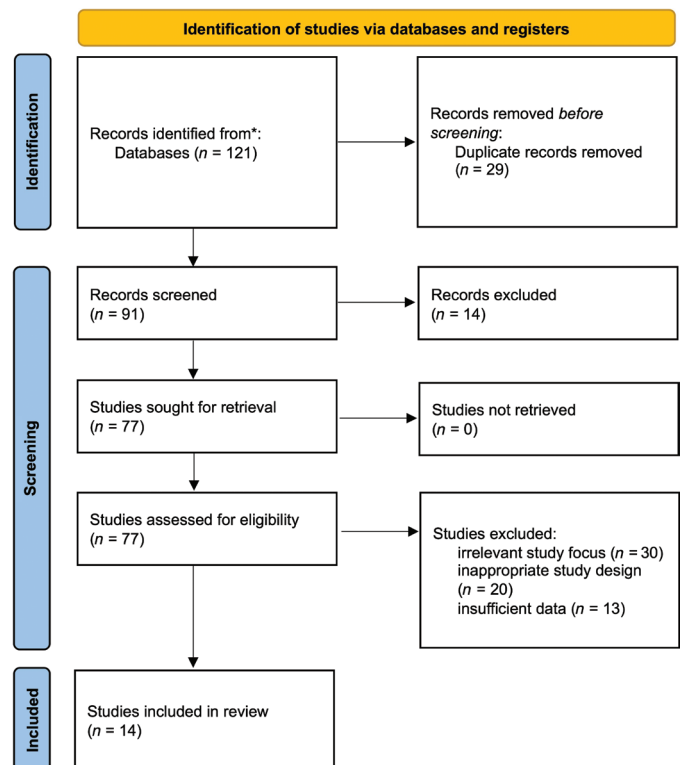 Identification of studies via databases and registers
Identification
Records identified from*:
Databases (n = 121)
Records removed before
screening:
Duplicate records removed
(n = 29)
Screening
Records screened
(n = 91)
Records excluded
(n = 14)
Studies sought for retrieval
(n = 77)
Studies not retrieved
(n = 0)
Studies assessed for eligibility
(n = 77)
Studies excluded:
irrelevant study focus (n = 30)
inappropriate study design
(n = 20)
insufficient data (n = 13)
Included
Studies included in review
(n = 14)